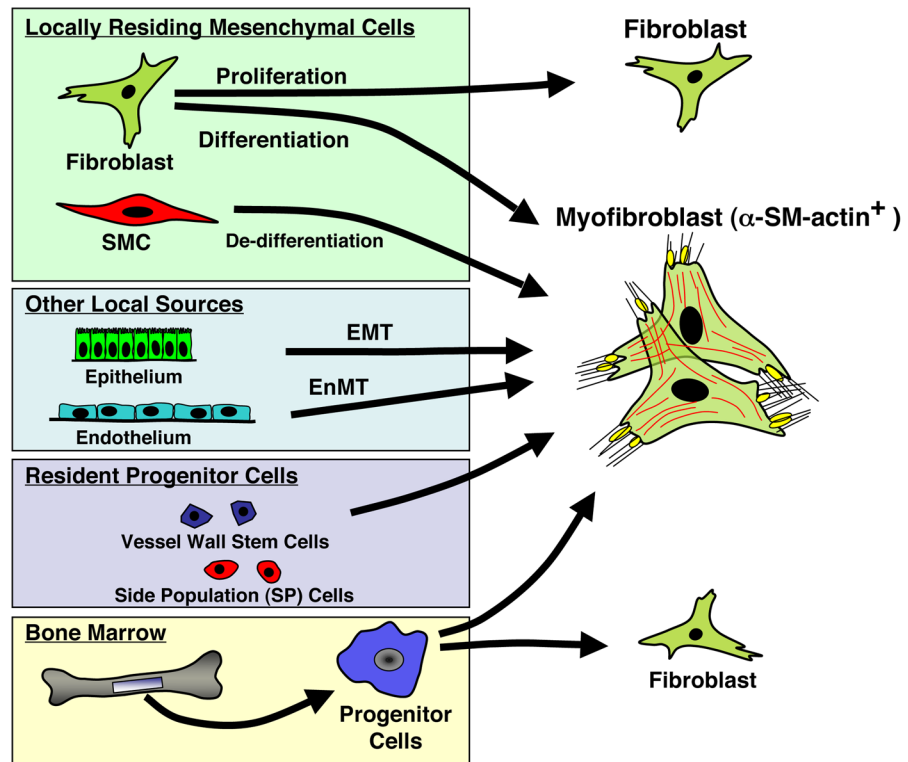 Locally Residing Mesenchymal Cells
Fibroblast
Proliferation
Differentiation
Fibroblast
SMC
De-differentiation
Myofibroblast (α-SM-actin⁺ )
Other Local Sources
EMT
Epithelium
EnMT
Endothelium
Resident Progenitor Cells
Vessel Wall Stem Cells
Side Population (SP) Cells
Bone Marrow
Progenitor
Cells
Fibroblast